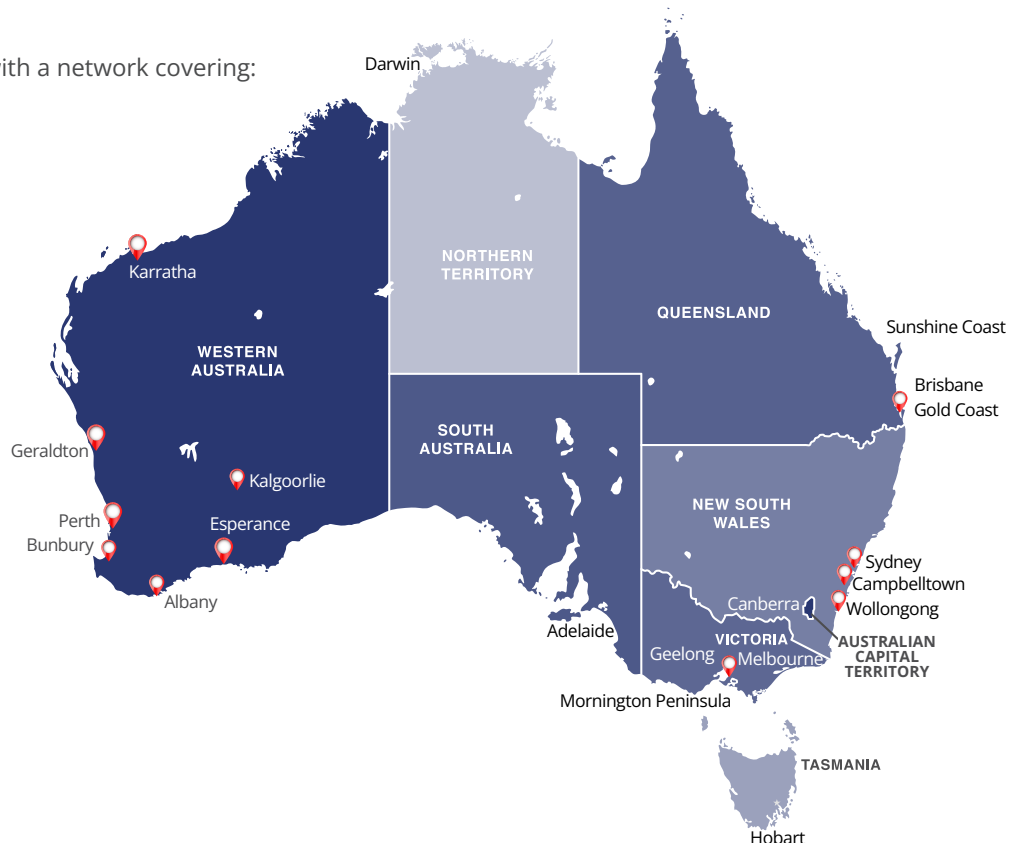 with a network covering:
Darwin
Karratha
NORTHERN
TERRITORY
QUEENSLAND
Sunshine Coast
WESTERN
AUSTRALIA
Brisbane
Gold Coast
SOUTH
AUSTRALIA
Geraldton
Kalgoorlie
NEW SOUTH
WALES
Perth
Esperance
Bunbury
Sydney
Campbelltown
Albany
Canberra
Wollongong
Adelaide
VICTORIA
AUSTRALIAN
CAPITAL
TERRITORY
Geelong
Melbourne
Mornington Peninsula
TASMANIA
Hobart